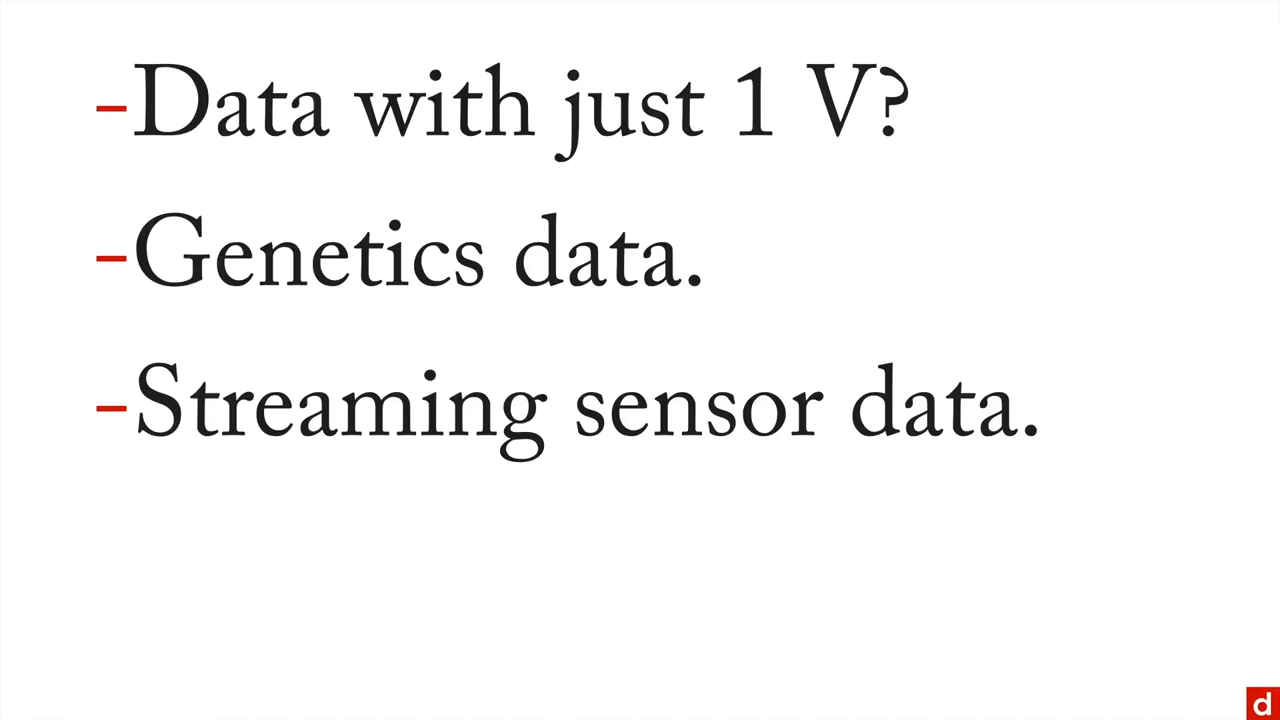 -Data with just 1 V?
-Genetics data.
-Streaming sensor data.
d